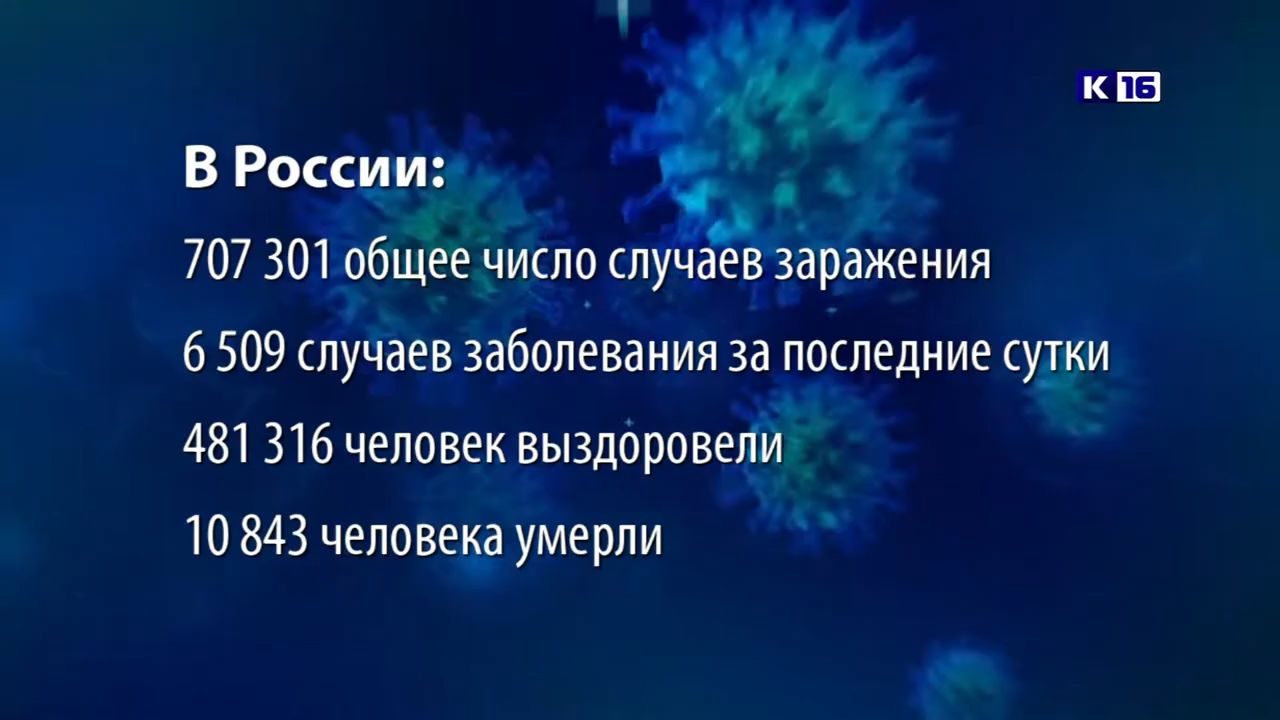 К 16
В России:
707 301 общее число случаев заражения
6 509 случаев заболевания за последние сутки
481 316 человек выздоровели
10 843 человека умерли